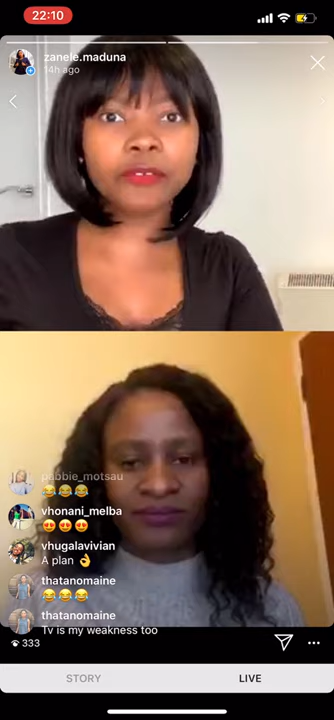 22:10
zanele.maduna
14h ago
pabbie_motsau
😂😂😂
vhonani_melba
😍😍😍
vhugalavivian
A plan 👌
thatanomaine
😂😂😂
thatanomaine
Tv is my weakness too
333
STORY LIVE